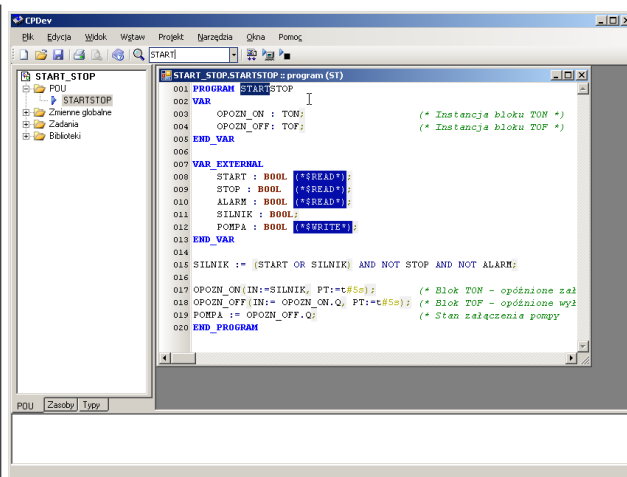 CPDev
Plik Edycja Widok Wstaw Projekt Narzędzia Okna Pomoc
START
START_STOP
POU
STARTSTOP
Zmienne globalne
Zadania
Biblioteki
START_STOP.STARTSTOP :: program (ST)
001 PROGRAM STARTSTOP
002 VAR
003 OPOZN_ON : TON; (* Instancja bloku TON *)
004 OPOZN_OFF: TOF; (* Instancja bloku TOF *)
005 END_VAR
006
007 VAR_EXTERNAL
008 START : BOOL (*$READ*);
009 STOP : BOOL (*$READ*);
010 ALARM : BOOL (*$READ*);
011 SILNIK : BOOL;
012 POMPA : BOOL (*$WRITE*);
013 END_VAR
014
015 SILNIK := (START OR SILNIK) AND NOT STOP AND NOT ALARM;
016
017 OPOZN_ON(IN:=SILNIK, PT:=t#5s); (* Blok TON - opóźnione zał
018 OPOZN_OFF(IN:= OPOZN_ON.Q, PT:=t#5s); (* Blok TOF - opóźnione wył
019 POMPA := OPOZN_OFF.Q; (* Stan załączenia pompy
020 END_PROGRAM
POU Zasoby Typy